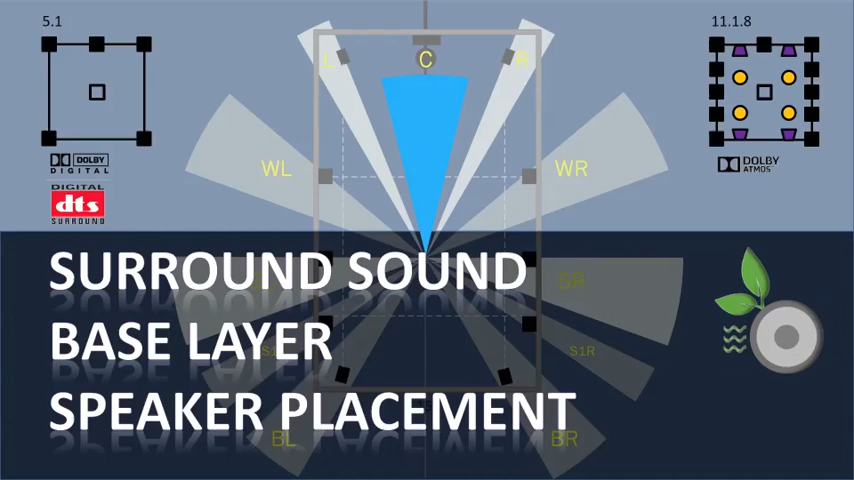 5.1
11.1.8
L
C
R
WL
WR
DOLBY
DIGITAL
DOLBY
ATMOS
DIGITAL
dts
SURROUND
SURROUND SOUND
SR
BASE LAYER
S1R
SPEAKER PLACEMENT
BL
BR